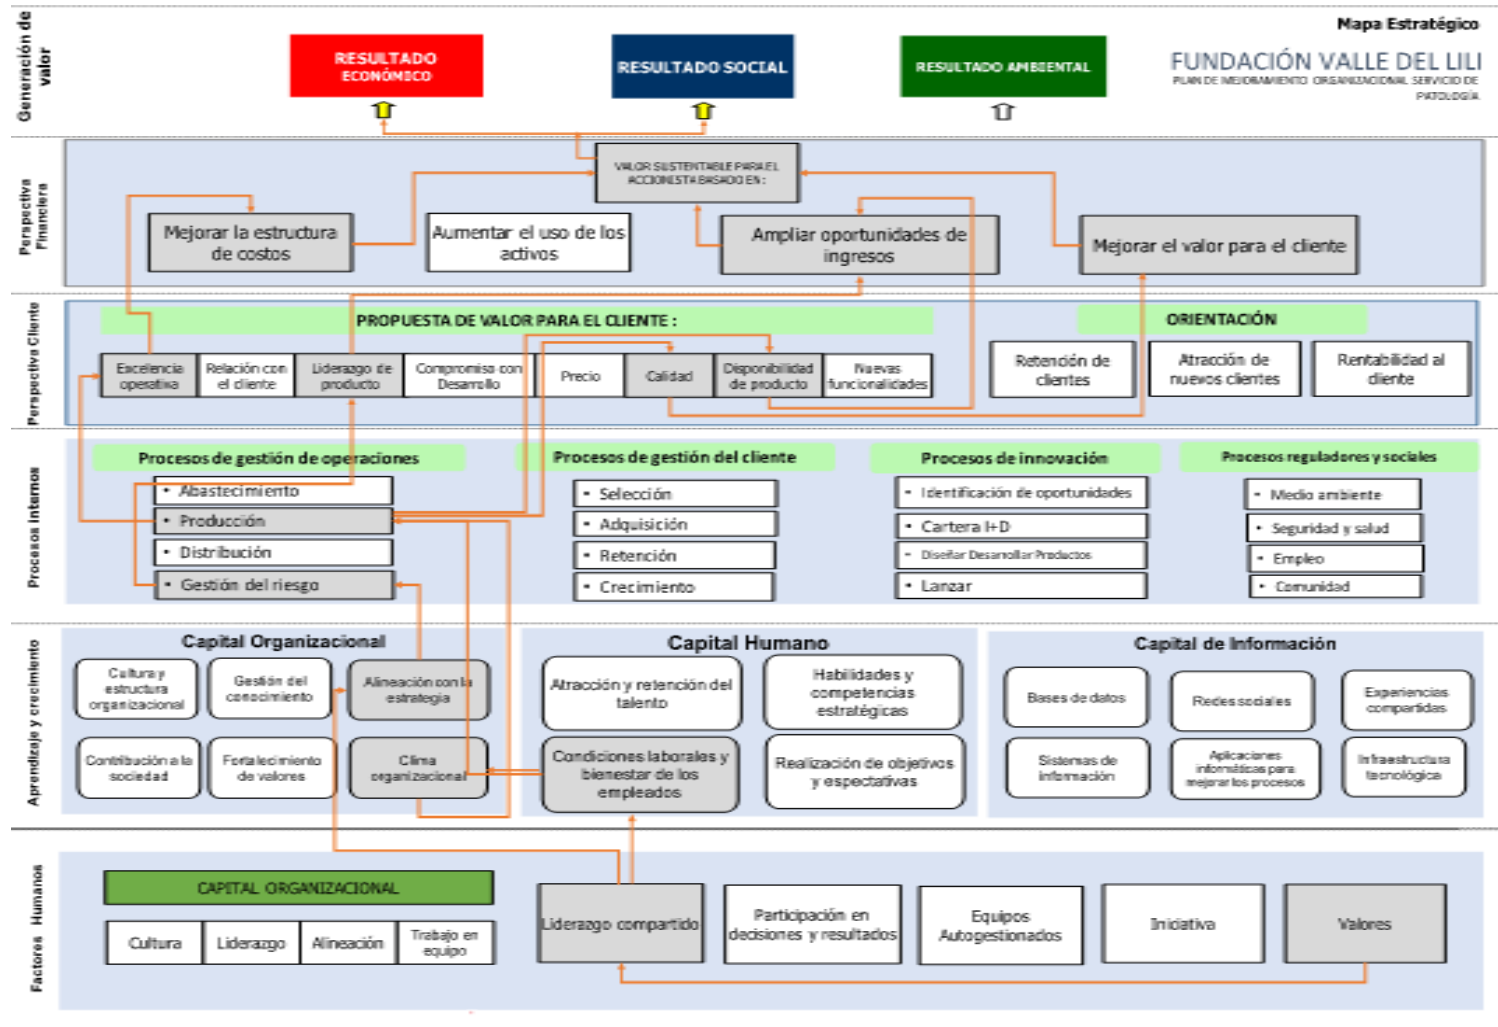 Mapa Estratégico
FUNDACIÓN VALLE DEL LILI
PLAN DE MEJORAMIENTO ORGANIZACIONAL SERVICIO DE
PATOLOGÍA
Generación de
valor
RESULTADO
ECONÓMICO
RESULTADO SOCIAL
RESULTADO AMBIENTAL
Perspectiva
Financiera
VALOR SUSTENTABLE PARA EL
ACCIONISTA BASADO EN :
Mejorar la estructura
de costos
Aumentar el uso de los
activos
Ampliar oportunidades de
ingresos
Mejorar el valor para el cliente
Perspectiva Cliente
PROPUESTA DE VALOR PARA EL CLIENTE :
ORIENTACIÓN
Excelencia
operativa
Relación con
el cliente
Liderazgo de
producto
Compromiso con
Desarrollo
Precio
Calidad
Disponibilidad
de producto
Nuevas
funcionalidades
Retención de
clientes
Atracción de
nuevos clientes
Rentabilidad al
cliente
Procesos Internos
Procesos de gestión de operaciones
• Abastecimiento
• Producción
• Distribución
• Gestión del riesgo
Procesos de gestión del cliente
• Selección
• Adquisición
• Retención
• Crecimiento
Procesos de innovación
• Identificación de oportunidades
• Cartera I+D
• Diseñar Desarrollar Productos
• Lanzar
Procesos reguladores y sociales
• Medio ambiente
• Seguridad y salud
• Empleo
• Comunidad
Aprendizaje y crecimiento
Capital Organizacional
Cultura y
estructura
organizacional
Gestión del
conocimiento
Alineación con la
estrategia
Contribución a la
sociedad
Fortalecimiento
de valores
Clima
organizacional
Capital Humano
Atracción y retención del
talento
Habilidades y
competencias
estratégicas
Condiciones laborales y
bienestar de los
empleados
Realización de objetivos
y espectativas
Capital de Información
Bases de datos
Redes sociales
Experiencias
compartidas
Sistemas de
información
Aplicaciones
informáticas para
mejorar los procesos
Infraestructura
tecnológica
Factores Humanos
CAPITAL ORGANIZACIONAL
Cultura
Liderazgo
Alineación
Trabajo en
equipo
Liderazgo compartido
Participación en
decisiones y resultados
Equipos
Autogestionados
Iniciativa
Valores